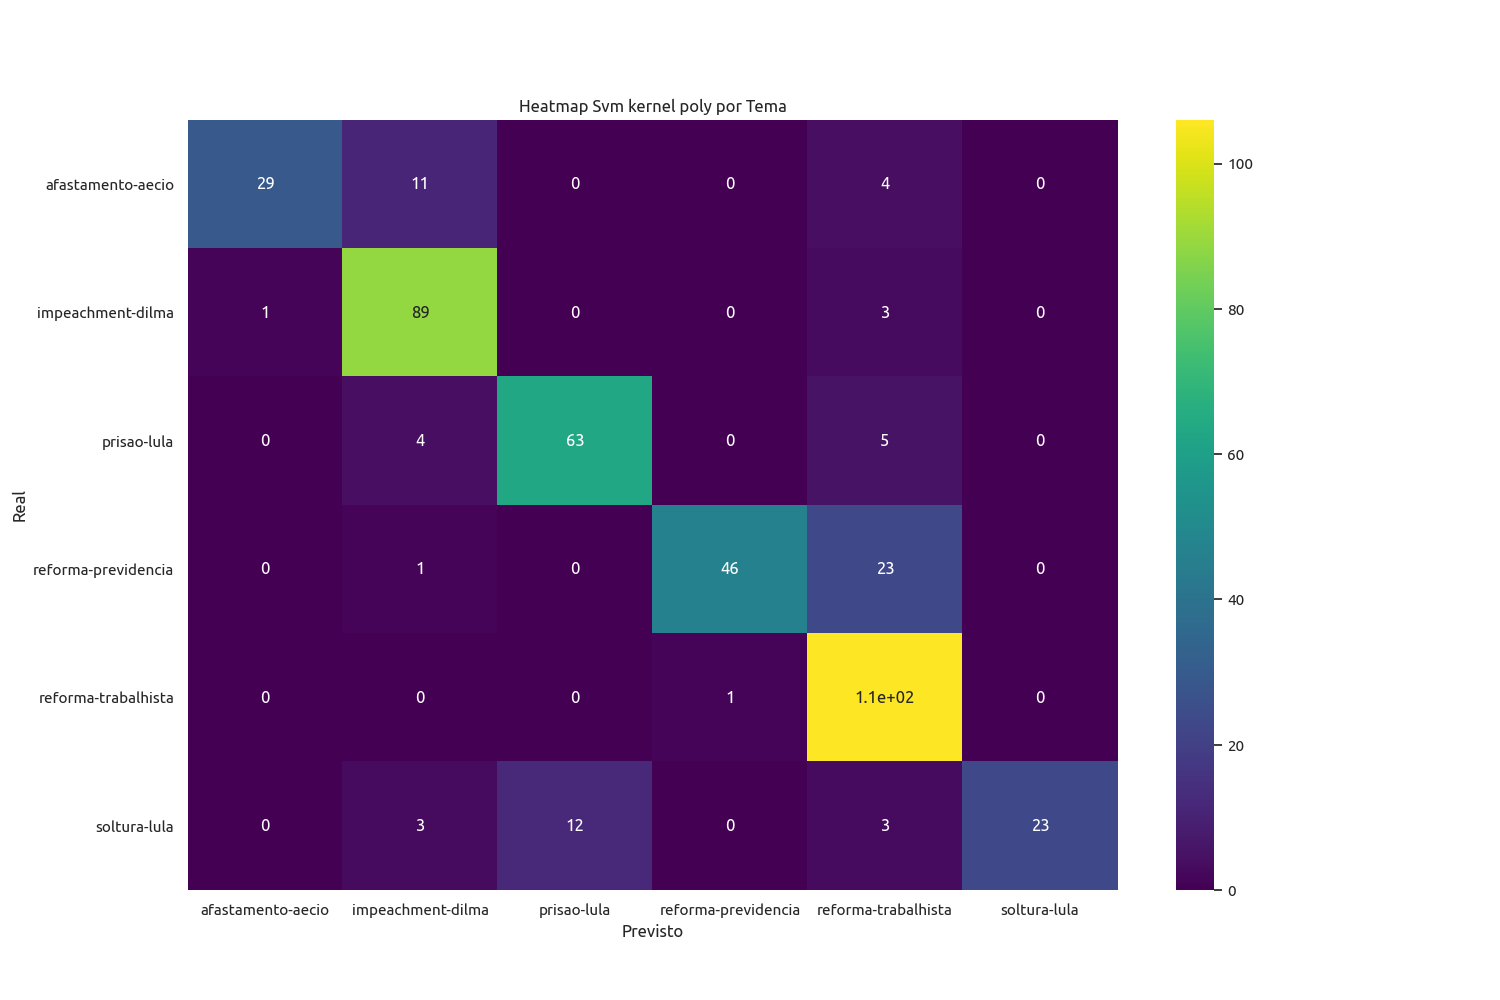 Heatmap Svm kernel poly por Tema
afastamento-aecio 29 11 0 0 4 0
impeachment-dilma 1 89 0 0 3 0
prisao-lula 0 4 63 0 5 0
reforma-previdencia 0 1 0 46 23 0
reforma-trabalhista 0 0 0 1 1.1e+02 0
soltura-lula 0 3 12 0 3 23
afastamento-aecio impeachment-dilma prisao-lula reforma-previdencia reforma-trabalhista soltura-lula
Previsto
Real
100
80
60
40
20
0